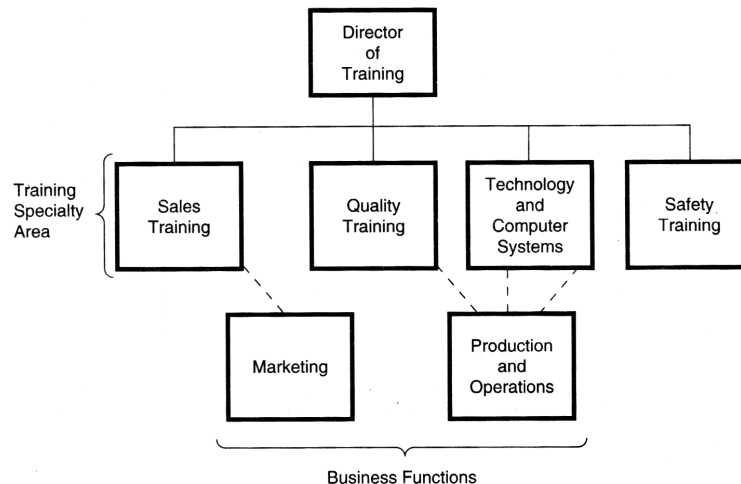 Director
of
Training
Training
Specialty
Area
Sales
Training
Quality
Training
Technology
and
Computer
Systems
Safety
Training
Marketing
Production
and
Operations
Business Functions